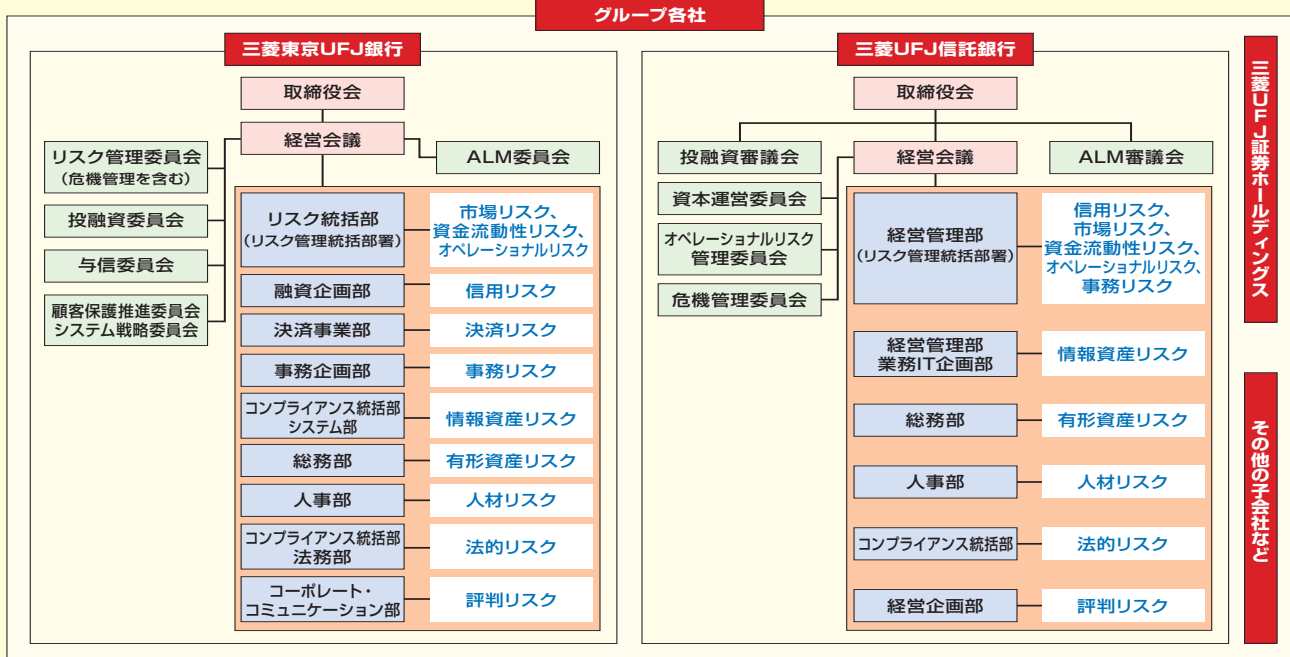 グループ各社
三菱東京UFJ銀行
取締役会
経営会議
リスク管理委員会
(危機管理を含む)
ALM委員会
投融資委員会
与信委員会
顧客保護推進委員会
システム戦略委員会
リスク統括部
(リスク管理統括部署)
市場リスク、
資金流動性リスク、
オペレーショナルリスク
融資企画部
信用リスク
決済事業部
決済リスク
事務企画部
事務リスク
コンプライアンス統括部
システム部
情報資産リスク
総務部
有形資産リスク
人事部
人材リスク
コンプライアンス統括部
法務部
法的リスク
コーポレート・
コミュニケーション部
評判リスク
三菱UFJ信託銀行
取締役会
投融資審議会
経営会議
ALM審議会
資本運営委員会
オペレーショナルリスク
管理委員会
危機管理委員会
経営管理部
(リスク管理統括部署)
信用リスク、
市場リスク、
資金流動性リスク、
オペレーショナルリスク、
事務リスク
経営管理部
業務IT企画部
情報資産リスク
総務部
有形資産リスク
人事部
人材リスク
コンプライアンス統括部
法的リスク
経営企画部
評判リスク
三菱UFJ証券ホールディングス
その他の子会社など